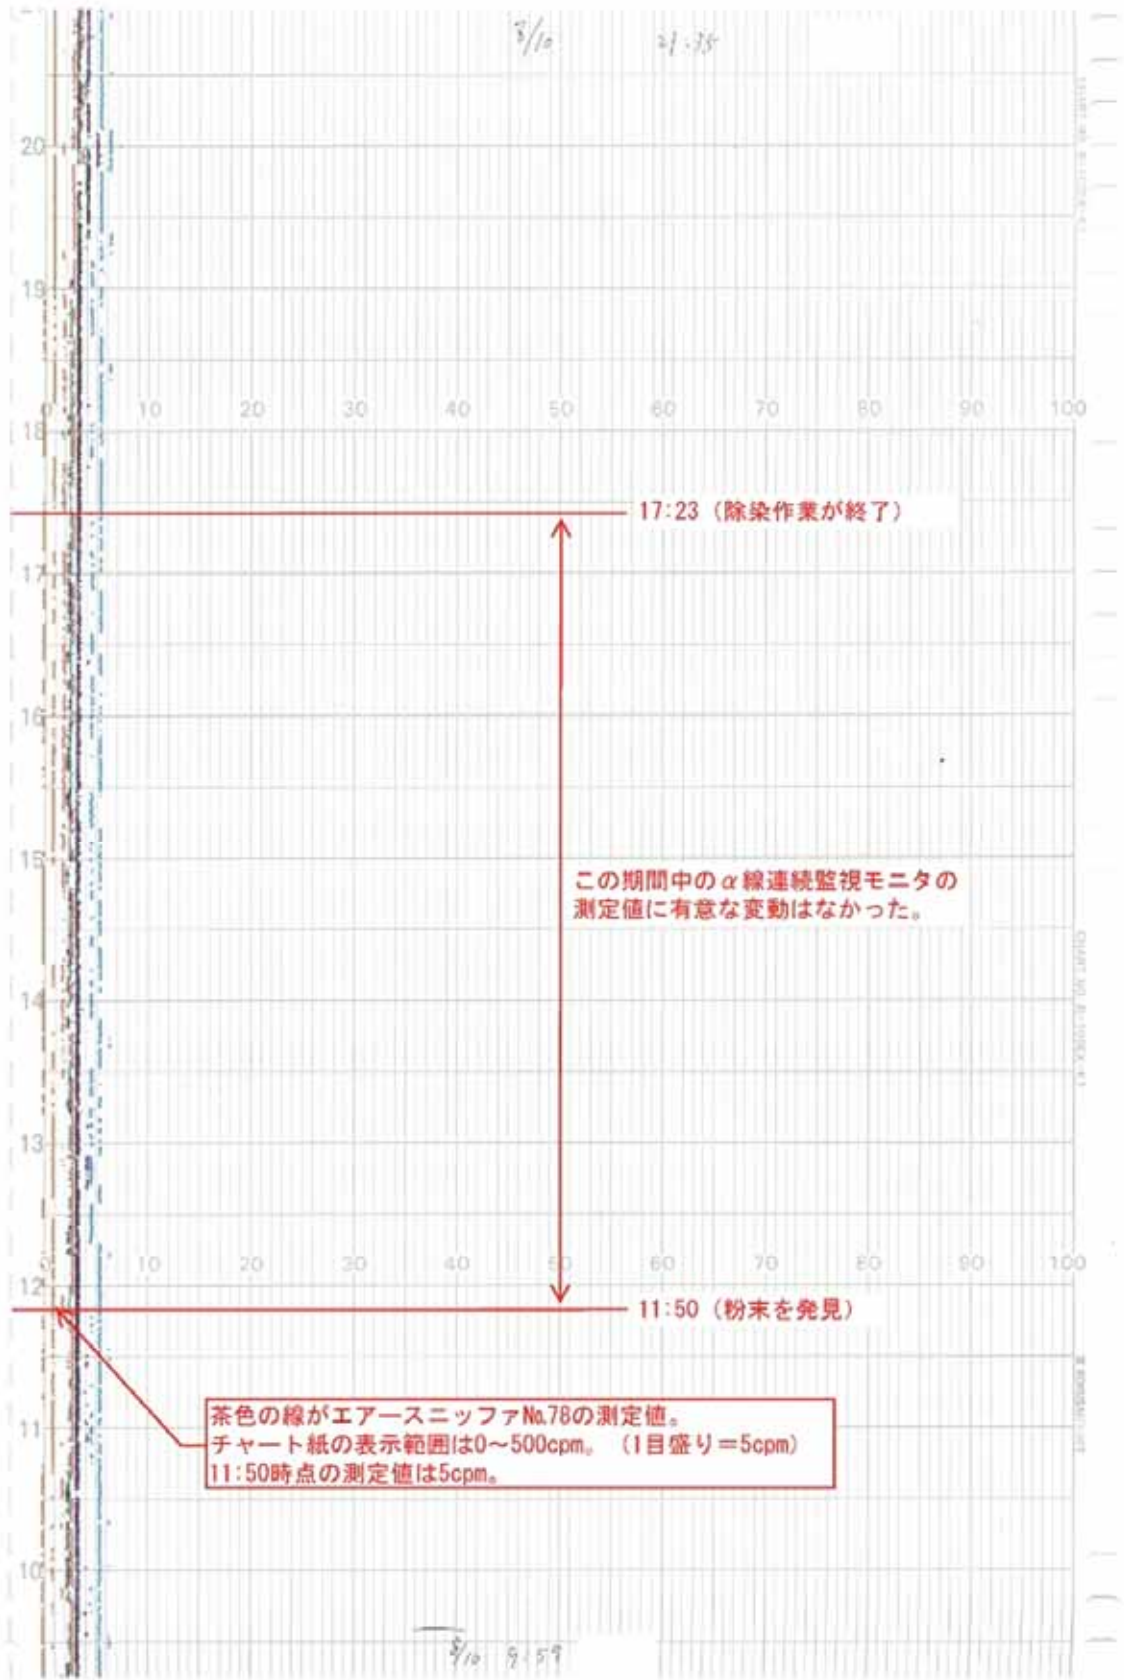 8/10 21:35
20
19
0 10 20 30 40 50 60 70 80 90 100
18
17:23（除染作業が終了）
17
16
15
この期間中のα線連続監視モニタの
測定値に有意な変動はなかった。
14
13
0 10 20 30 40 50 60 70 80 90 100
12
11:50（粉末を発見）
茶色の線がエアースニッファNo.78の測定値。
チャート紙の表示範囲は0～500cpm。（1目盛り＝5cpm）
11:50時点の測定値は5cpm。
11
10
8/10 9:59